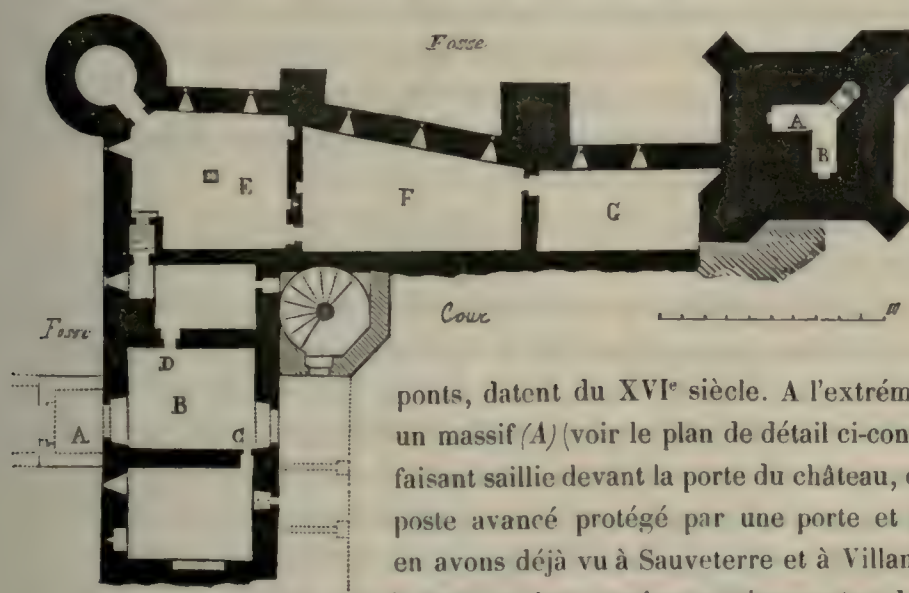 Fosse
A
B
E
F
G
Cour
m
Fosse
D
A
B
C
ponts, datent du XVIe siècle. A l'extrém
un massif (A) (voir le plan de détail ci-con
faisant saillie devant la porte du château,
poste avancé protégé par une porte et
en avons déjà vu à Sauveterre et à Villan